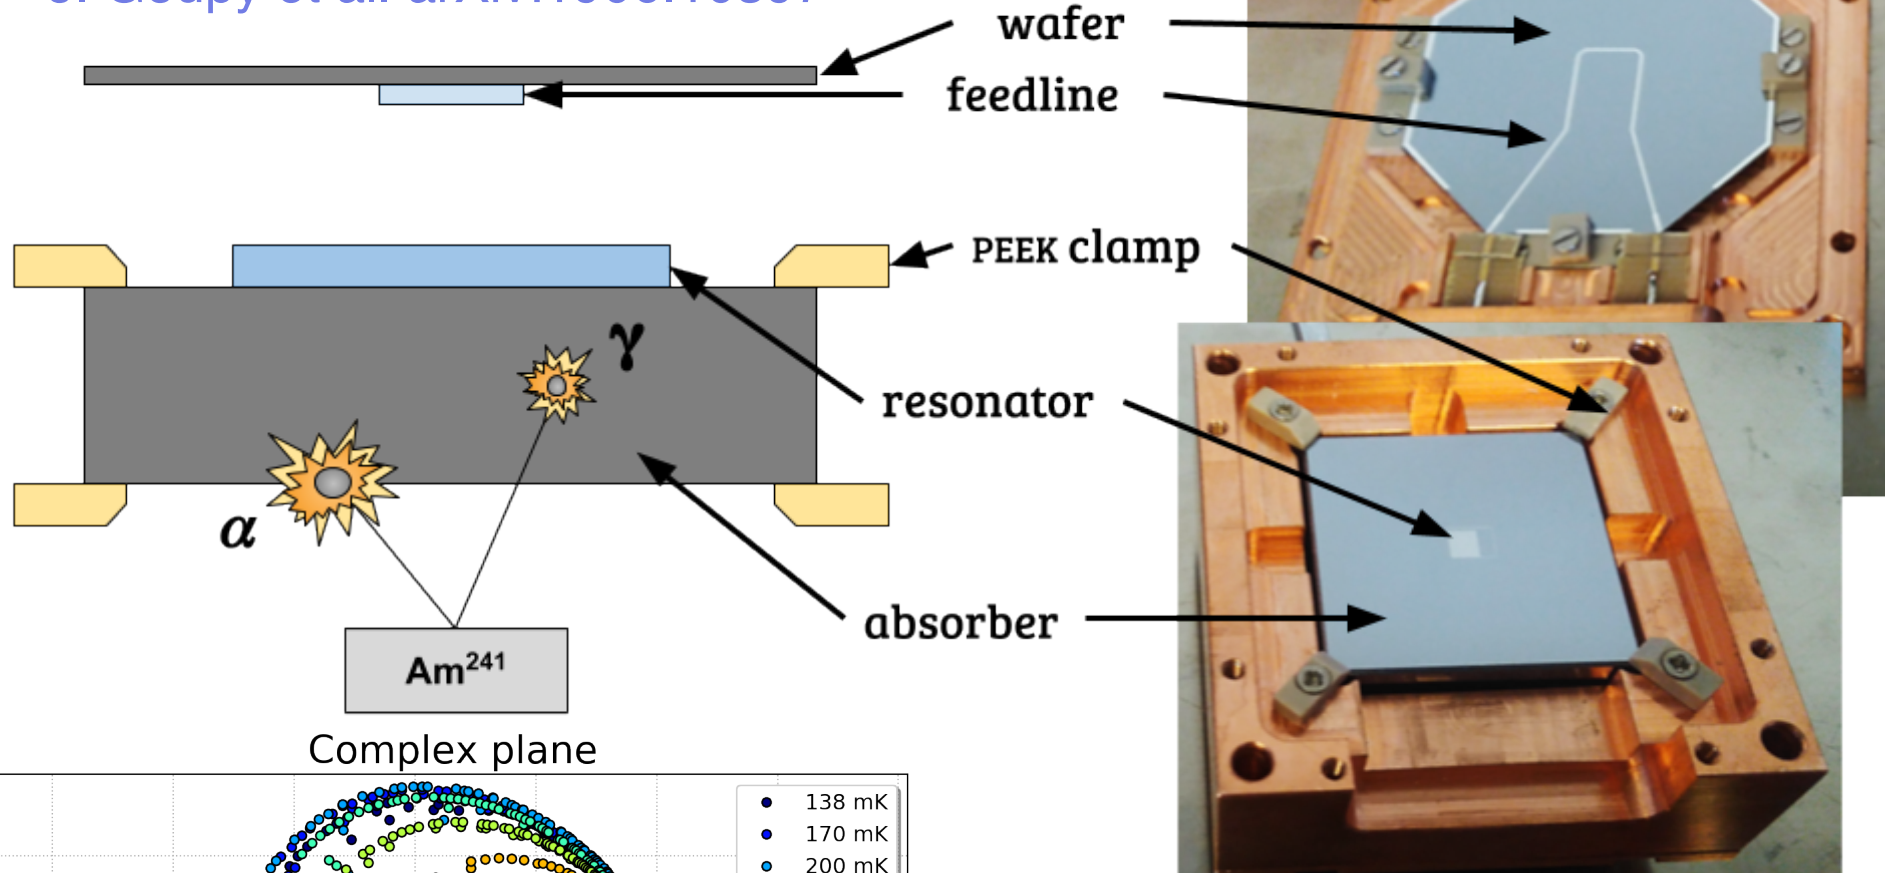 wafer
feedline
PEEK clamp
γ
resonator
α
absorber
Am241
Complex plane
138 mK
170 mK
200 mK